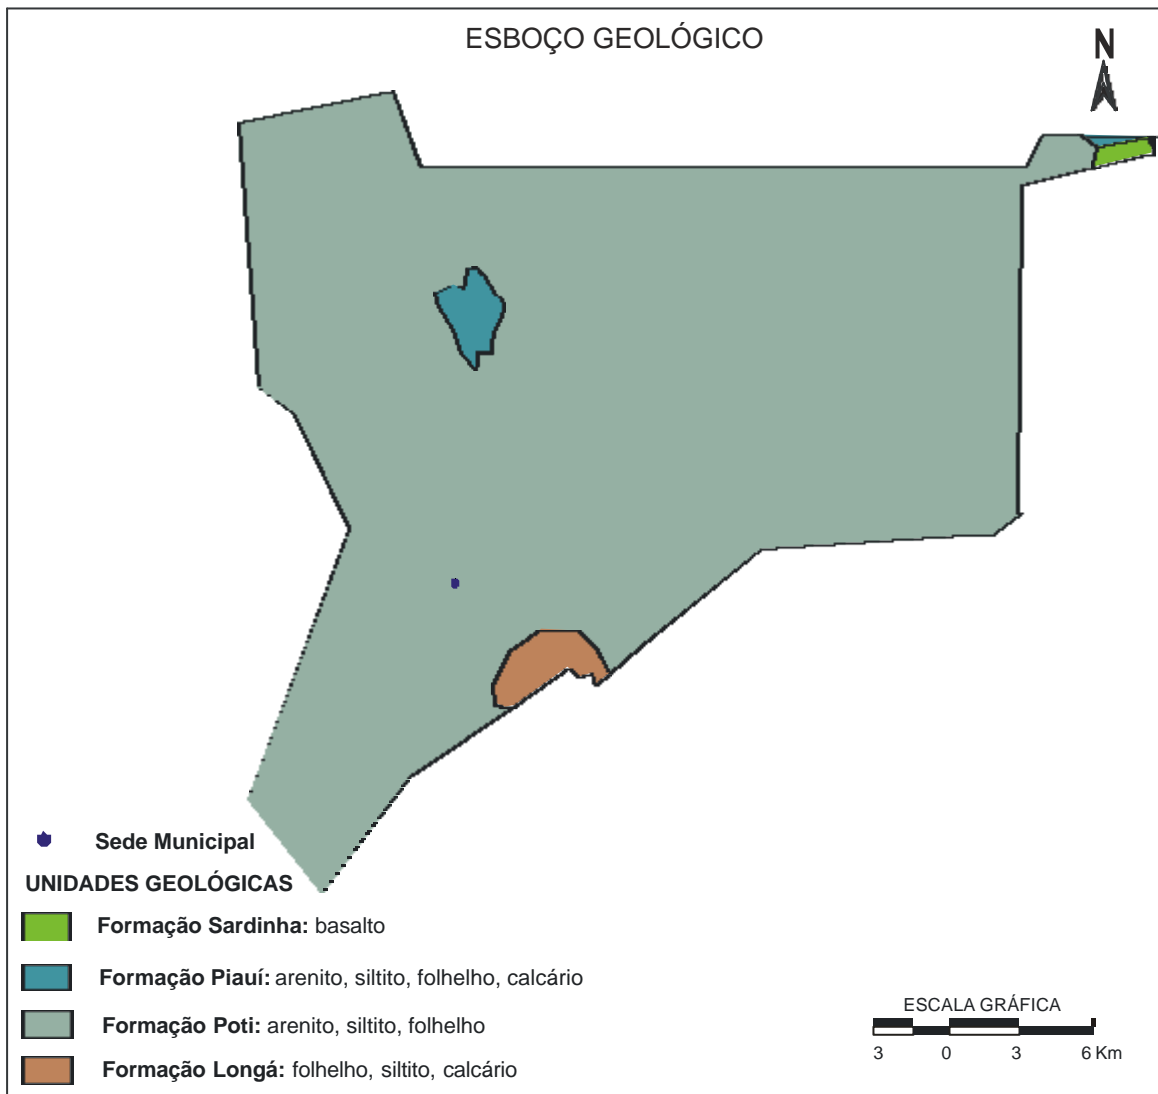 ESBOÇO GEOLÓGICO
N
Sede Municipal
UNIDADES GEOLÓGICAS
Formação Sardinha: basalto
Formação Piauí: arenito, siltito, folhelho, calcário
Formação Poti: arenito, siltito, folhelho
Formação Longá: folhelho, siltito, calcário
ESCALA GRÁFICA
3 0 3 6 Km